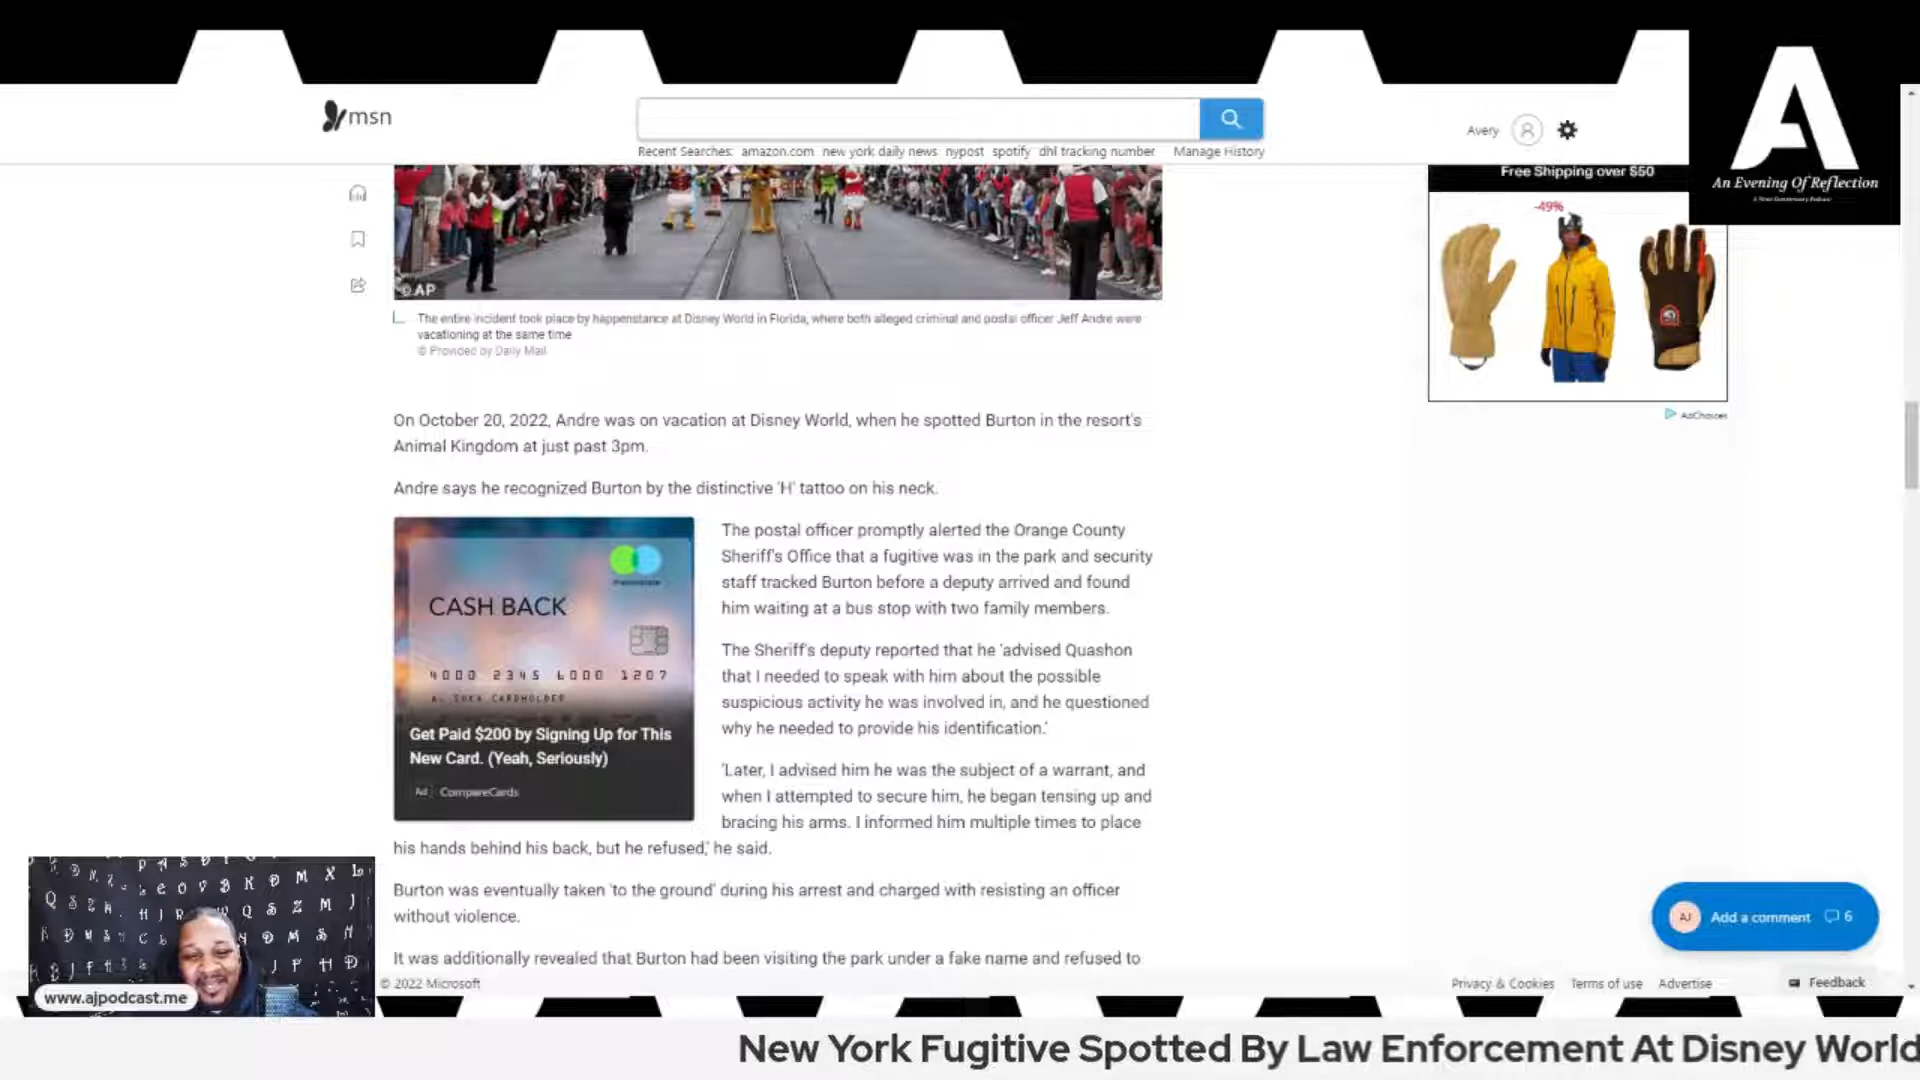 msn
Avery
A
An Evening Of Reflection
Recent Searches: amazon.com new york daily news nypost spotify dhl tracking number Manage History
Free Shipping over $50
-49%
© AP
The entire incident took place by happenstance at Disney World in Florida, where both alleged criminal and postal officer Jeff Andre were
vacationing at the same time
© Provided by Daily Mail
AdChoices
On October 20, 2022, Andre was on vacation at Disney World, when he spotted Burton in the resort's
Animal Kingdom at just past 3pm.
Andre says he recognized Burton by the distinctive 'H' tattoo on his neck.
The postal officer promptly alerted the Orange County
Sheriff's Office that a fugitive was in the park and security
staff tracked Burton before a deputy arrived and found
him waiting at a bus stop with two family members.
CASH BACK
4000 2345 6000 1207
CARDHOLDER
Get Paid $200 by Signing Up for This
New Card. (Yeah, Seriously)
Ad CompareCards
The Sheriff's deputy reported that he 'advised Quashon
that I needed to speak with him about the possible
suspicious activity he was involved in, and he questioned
why he needed to provide his identification.'
'Later, I advised him he was the subject of a warrant, and
when I attempted to secure him, he began tensing up and
bracing his arms. I informed him multiple times to place
his hands behind his back, but he refused,' he said.
Burton was eventually taken 'to the ground' during his arrest and charged with resisting an officer
without violence.
It was additionally revealed that Burton had been visiting the park under a fake name and refused to
AJ Add a comment 6
www.ajpodcast.me
© 2022 Microsoft
Privacy & Cookies Terms of use Advertise Feedback
New York Fugitive Spotted By Law Enforcement At Disney World